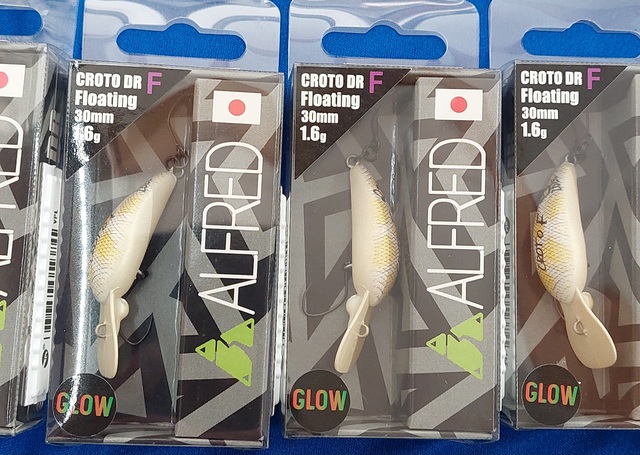 CROTO DR F
Floating
30mm
1.6g
ALFRED
GLOW
CROTO DR F
Floating
30mm
1.6g
ALFRED
GLOW
CROTO DR F
Floating
30mm
1.6g
CROTO F
GLOW